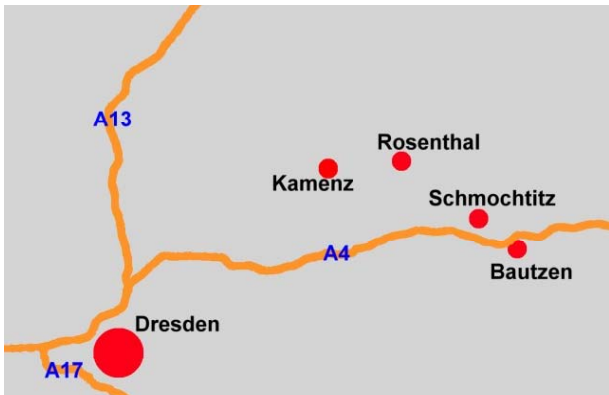 A13
Rosenthal
Kamenz
Schmochtitz
A4
Bautzen
Dresden
A17